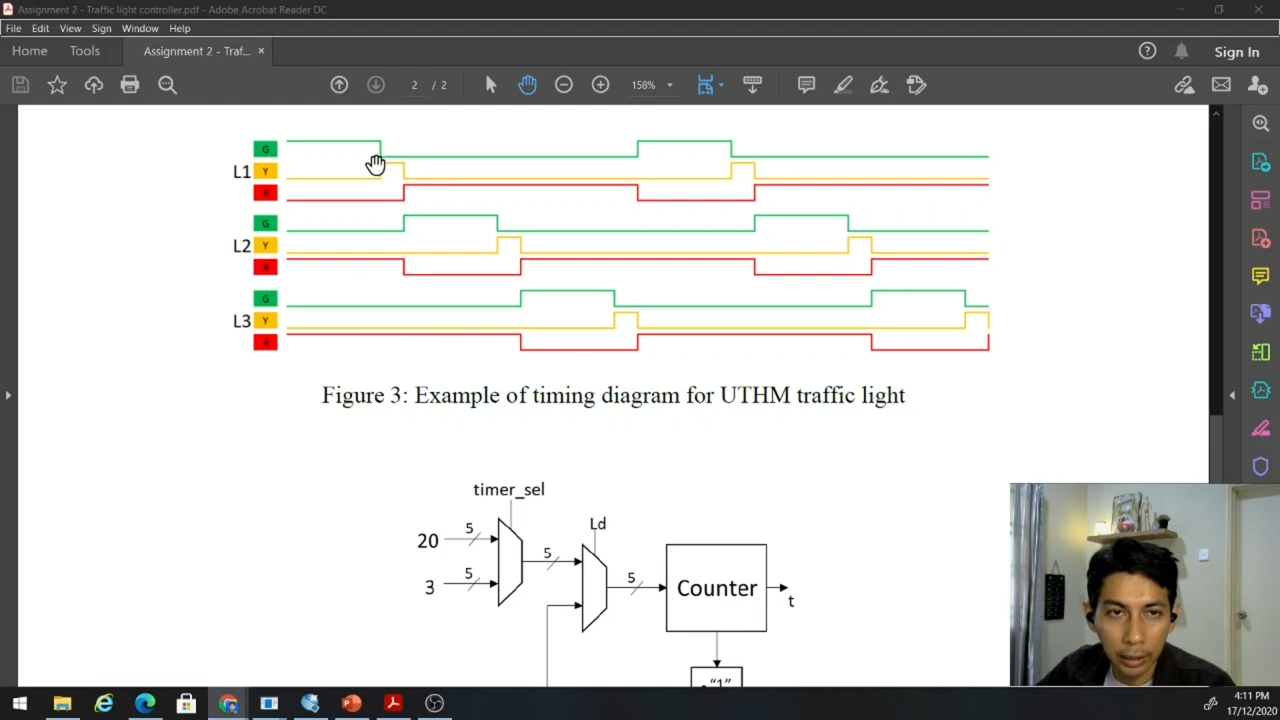 Assignment 2 - Traffic light controller.pdf - Adobe Acrobat Reader DC
File Edit View Sign Window Help
Home Tools Assignment 2 - Traf... × Sign In
2 / 2 158%
G
L1 Y
R
G
L2 Y
R
G
L3 Y
R
Figure 3: Example of timing diagram for UTHM traffic light
timer_sel
Ld
20 5
5
3 5
5
Counter
t
- "1"
4:11 PM
17/12/2020